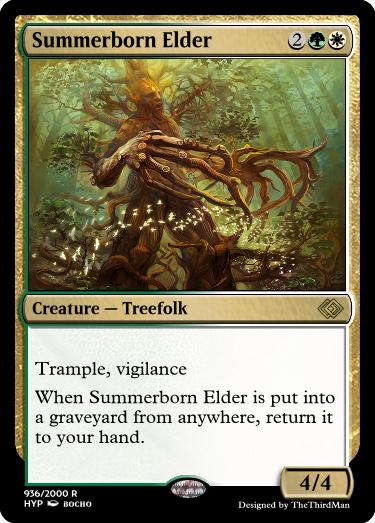 Summerborn Elder 2
Creature — Treefolk
Trample, vigilance
When Summerborn Elder is put into
a graveyard from anywhere, return it
to your hand.
4/4
936/2000 R
HYP BOCHO
Designed by TheThirdMan